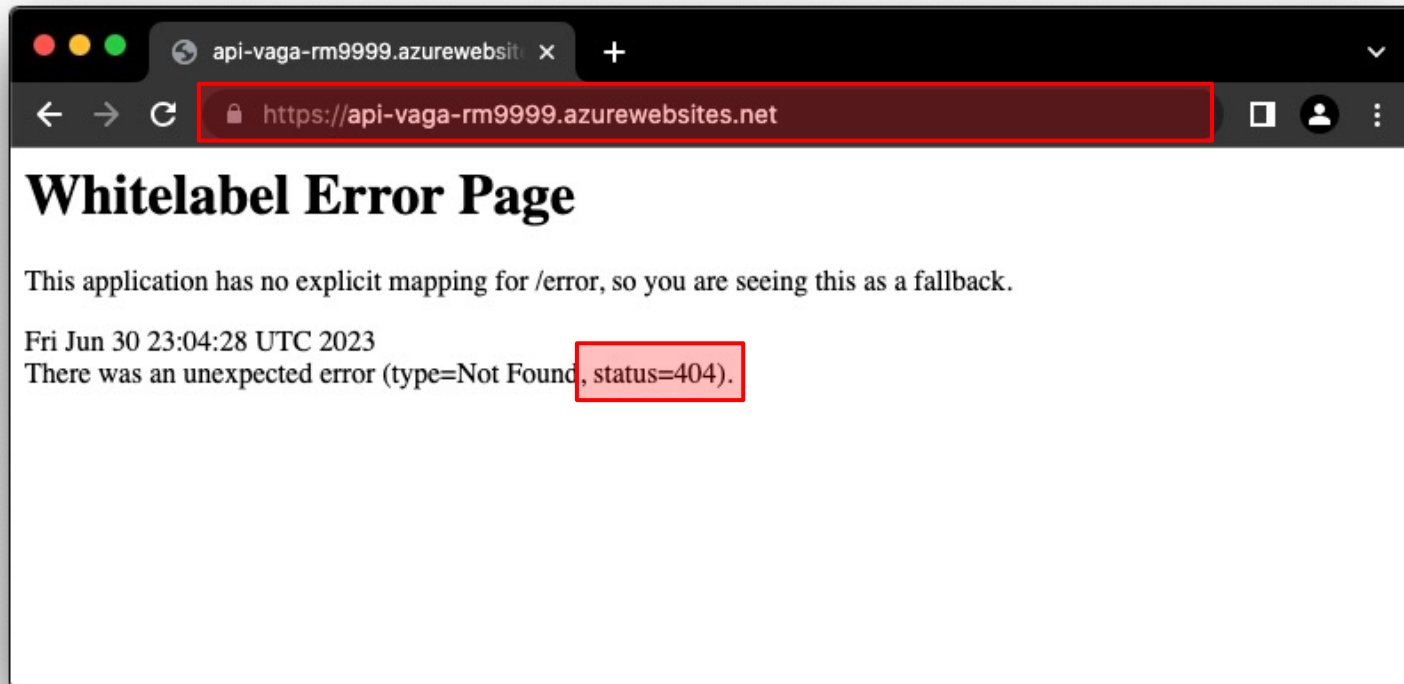 api-vaga-rm9999.azurewebsit
https://api-vaga-rm9999.azurewebsites.net
Whitelabel Error Page
This application has no explicit mapping for /error, so you are seeing this as a fallback.
Fri Jun 30 23:04:28 UTC 2023
There was an unexpected error (type=Not Found, status=404).